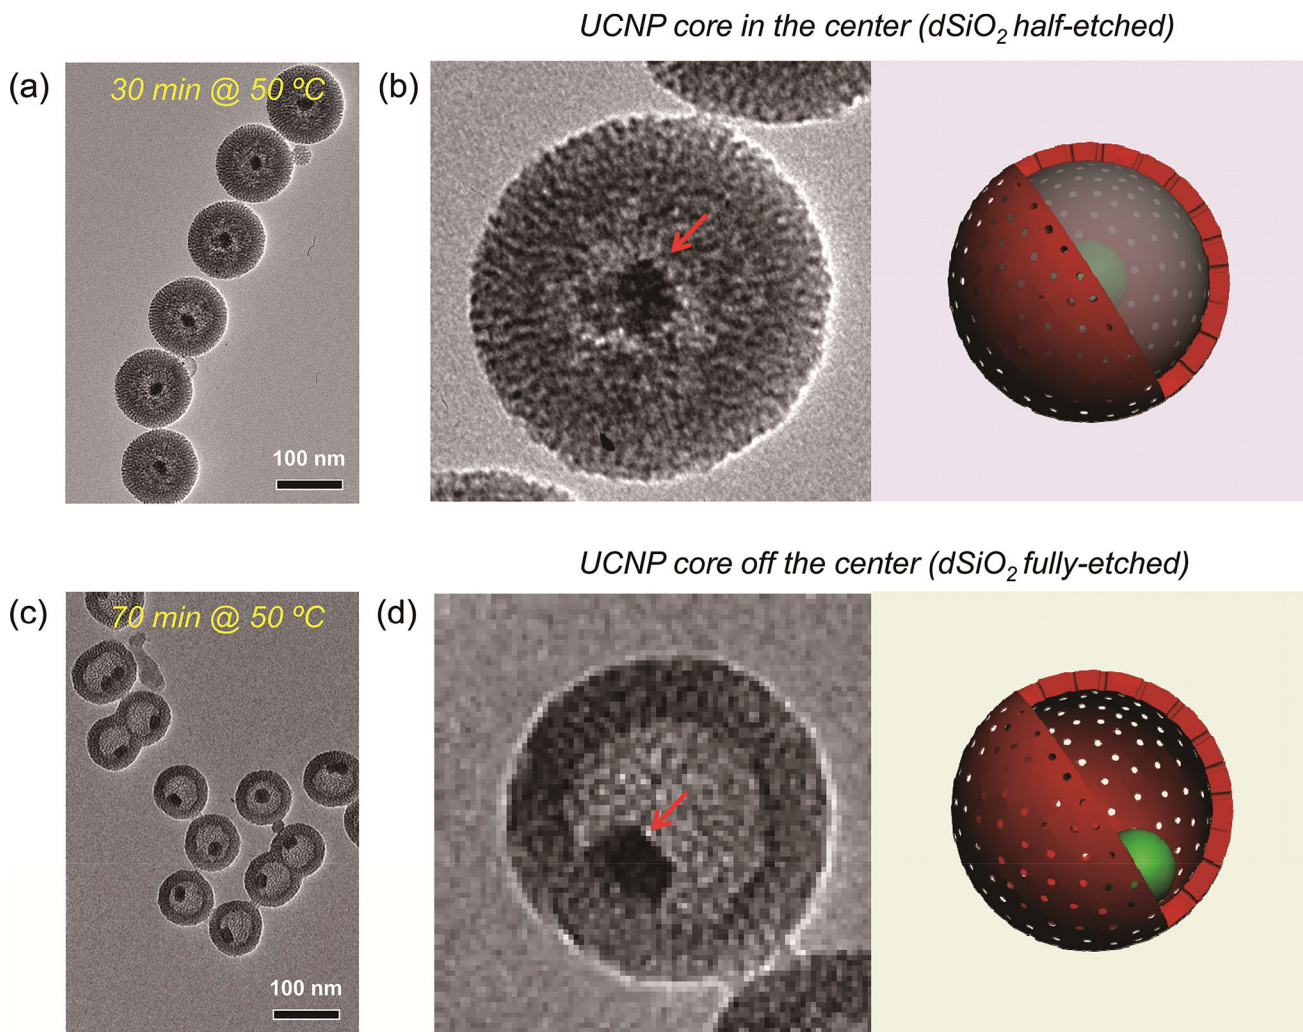 UCNP core in the center (dSiO₂ half-etched)
(a)
30 min @ 50 ºC
100 nm
(b)
UCNP core off the center (dSiO₂ fully-etched)
(c)
70 min @ 50 ºC
100 nm
(d)